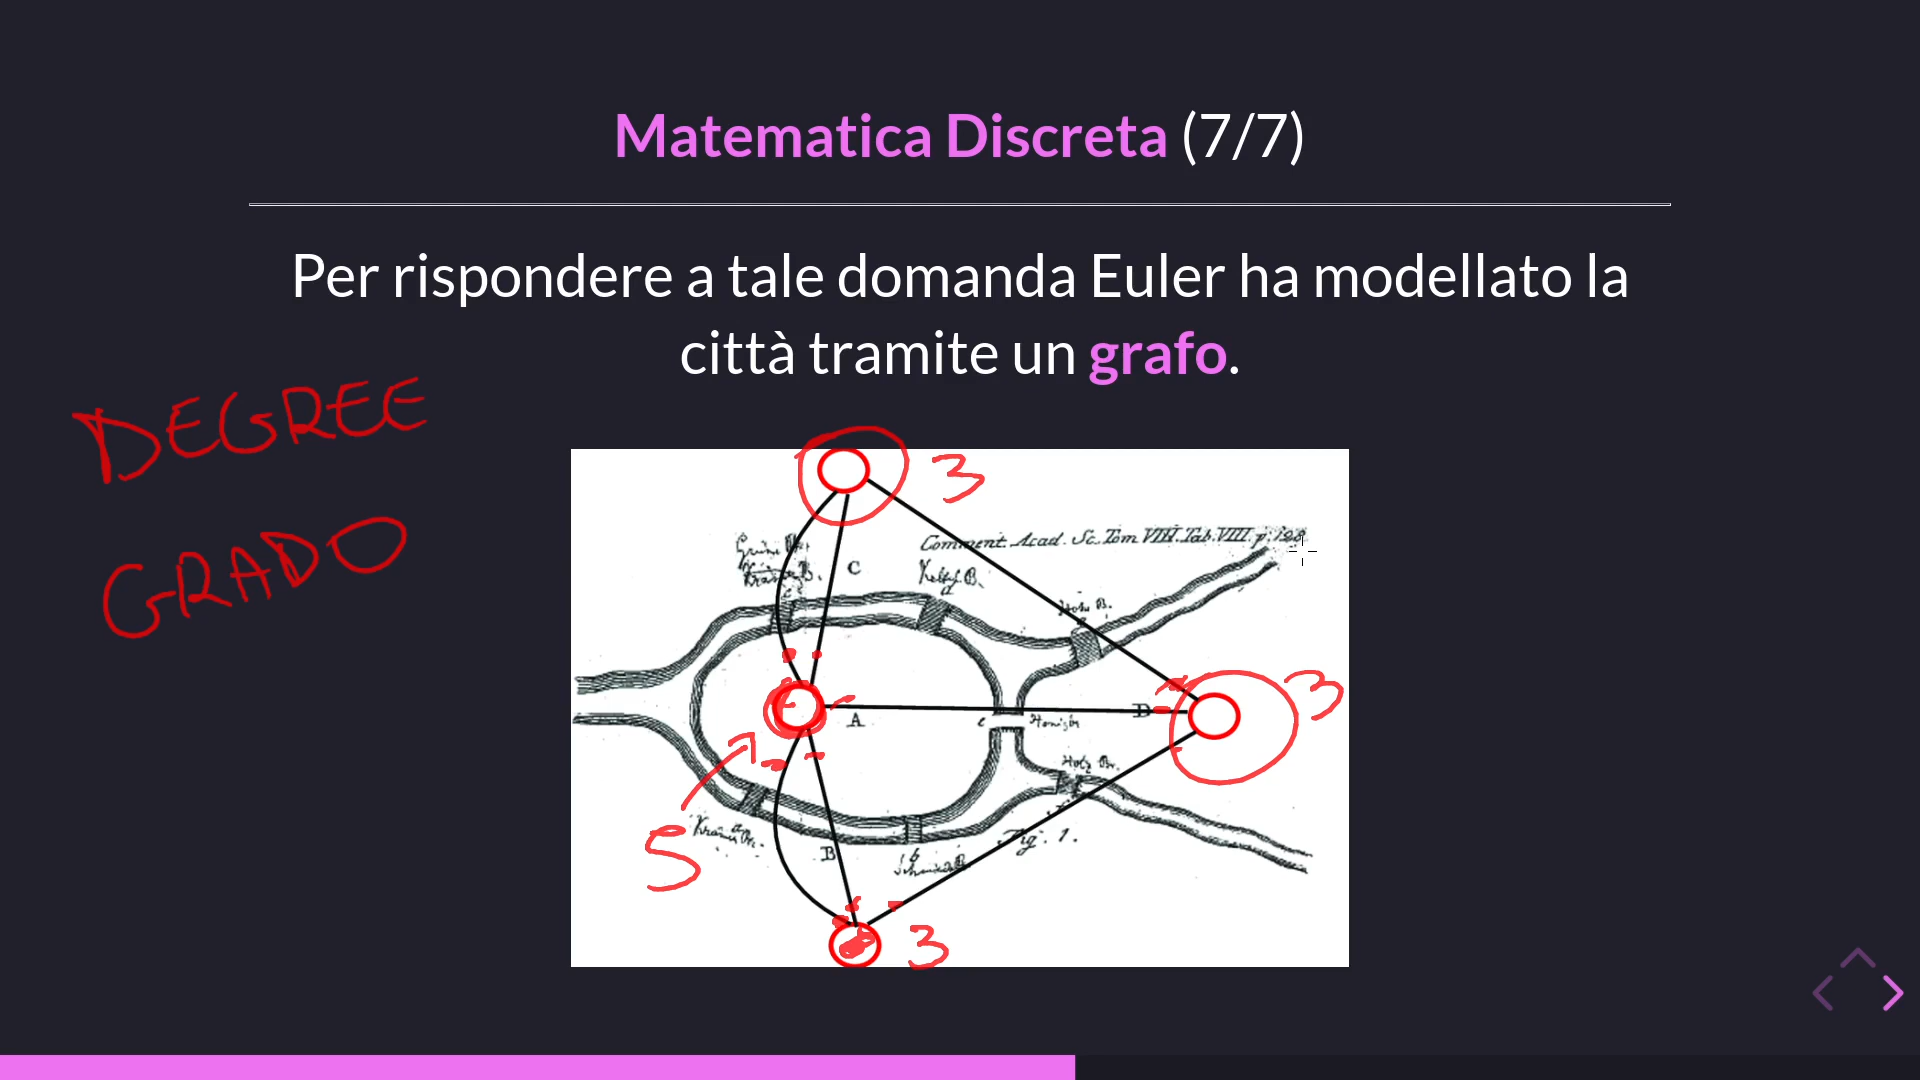 Matematica Discreta (7/7)
Per rispondere a tale domanda Euler ha modellato la
città tramite un grafo.
DEGREE
GRADO
3
Comment. Acad. Sc. Tom VIII. Tab. VIII. p. 128
C
a
3
A
e
D
5
B
b
Fig. 1.
3